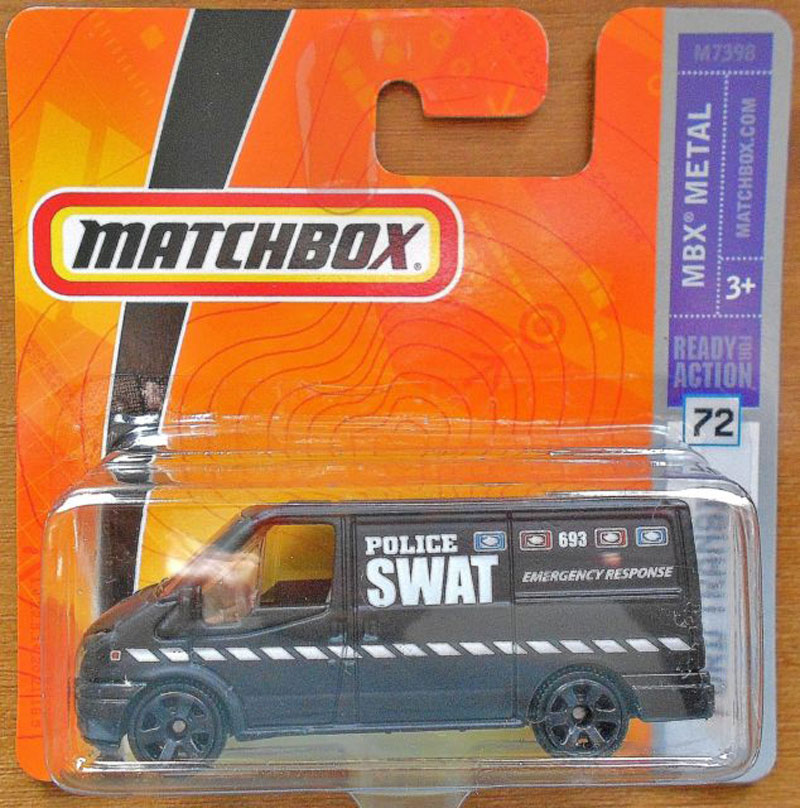 M7398
MATCHBOX.COM
MBX® METAL
3+
MATCHBOX®
READY FOR
ACTION
72
POLICE
SWAT
693
EMERGENCY RESPONSE